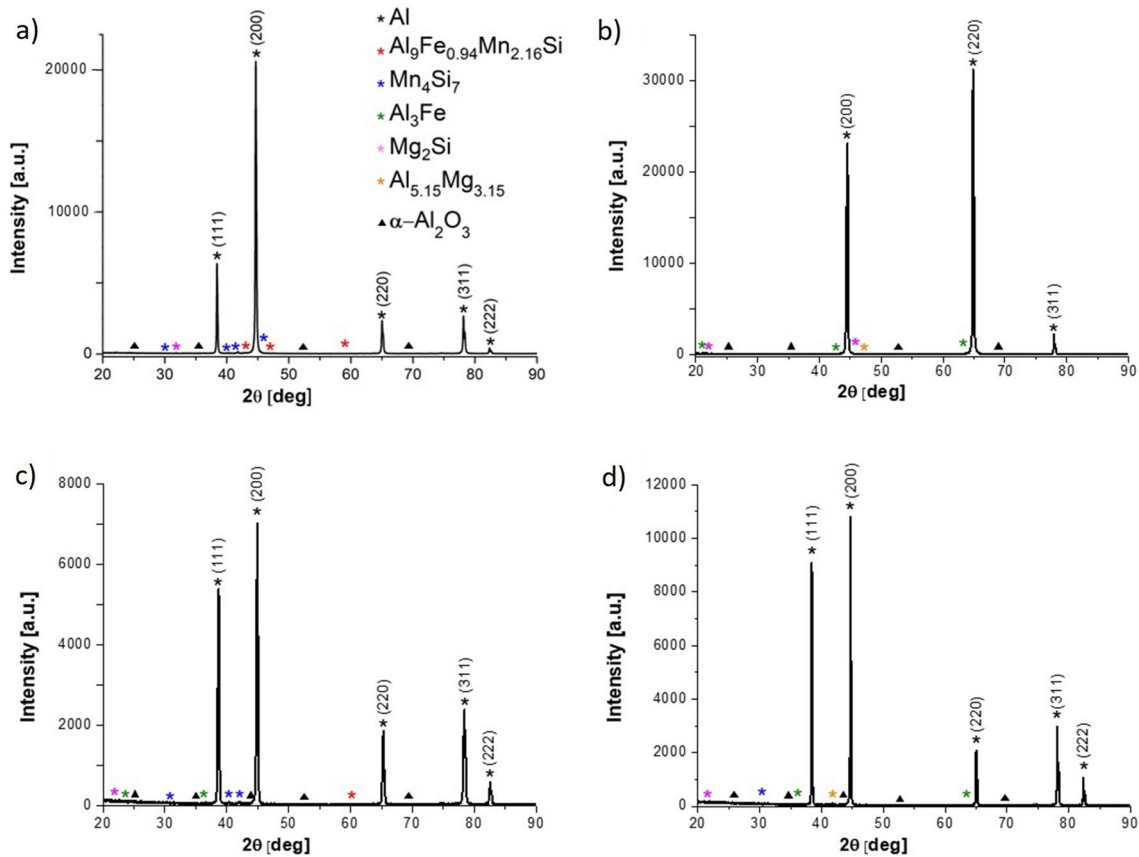 a)
Intensity [a.u.]
20000
10000
0
20 30 40 50 60 70 80 90
2θ [deg]
* (111)
* (200)
* (220)
* (311)
* (222)
* Al
* Al₉Fe₀.₉₄Mn₂.₁₆Si
* Mn₄Si₇
* Al₃Fe
* Mg₂Si
* Al₅.₁₅Mg₃.₁₅
▲ α–Al₂O₃
b)
Intensity [a.u.]
30000
20000
10000
0
20 30 40 50 60 70 80 90
2θ [deg]
* (200)
* (220)
* (311)
c)
Intensity [a.u.]
8000
6000
4000
2000
0
20 30 40 50 60 70 80 90
2θ [deg]
* (111)
* (200)
* (220)
* (311)
* (222)
d)
Intensity [a.u.]
12000
10000
8000
6000
4000
2000
0
20 30 40 50 60 70 80 90
2θ [deg]
* (111)
* (200)
* (220)
* (311)
* (222)